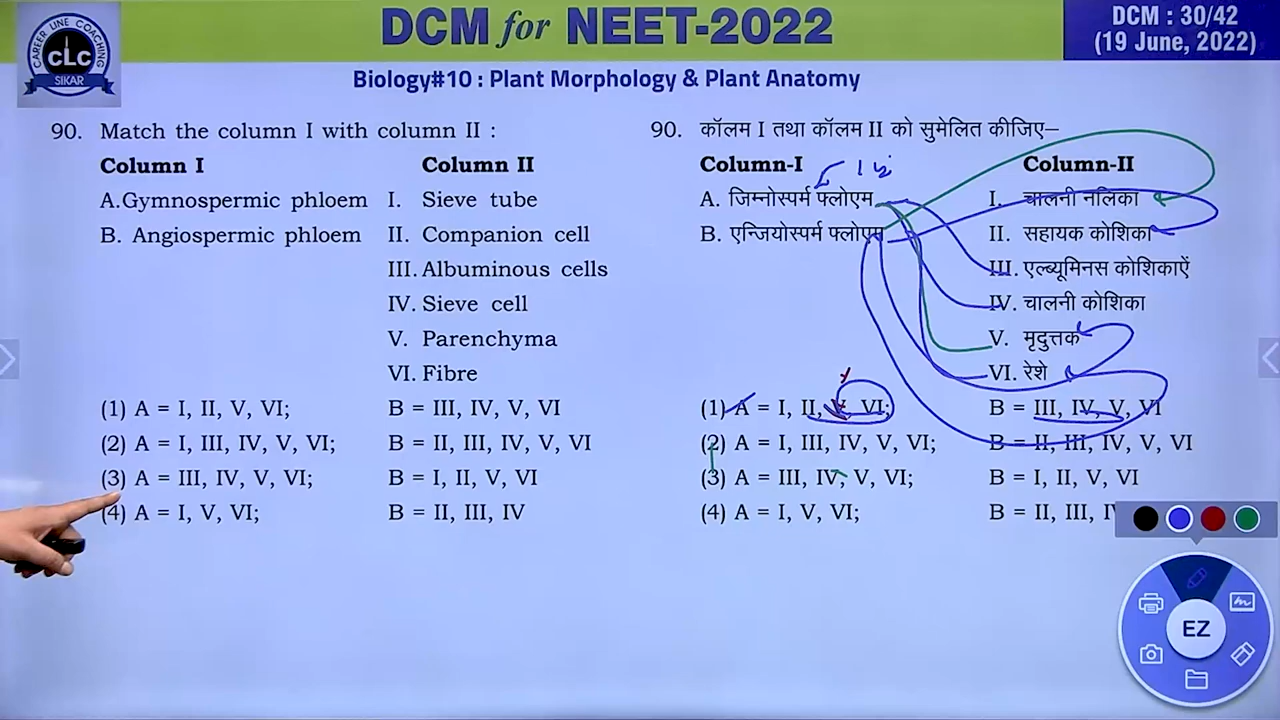 CAREER LINE COACHING
CLC
SIKAR
DCM for NEET-2022
DCM : 30/42
(19 June, 2022)
Biology#10 : Plant Morphology & Plant Anatomy
90. Match the column I with column II :
Column I Column II
A.Gymnospermic phloem I. Sieve tube
B. Angiospermic phloem II. Companion cell
III. Albuminous cells
IV. Sieve cell
V. Parenchyma
VI. Fibre
(1) A = I, II, V, VI; B = III, IV, V, VI
(2) A = I, III, IV, V, VI; B = II, III, IV, V, VI
(3) A = III, IV, V, VI; B = I, II, V, VI
(4) A = I, V, VI; B = II, III, IV
90. कॉलम I तथा कॉलम II को सुमेलित कीजिए–
Column-I Column-II
A. जिम्नोस्पर्म फ्लोएम I. चालनी नलिका
B. एन्जियोस्पर्म फ्लोएम II. सहायक कोशिका
III. एल्ब्यूमिनस कोशिकाऐं
IV. चालनी कोशिका
V. मृदुत्तक
VI. रेशे
(1) A = I, II, V, VI; B = III, IV, V, VI
(2) A = I, III, IV, V, VI; B = II, III, IV, V, VI
(3) A = III, IV, V, VI; B = I, II, V, VI
(4) A = I, V, VI; B = II, III,
EZ